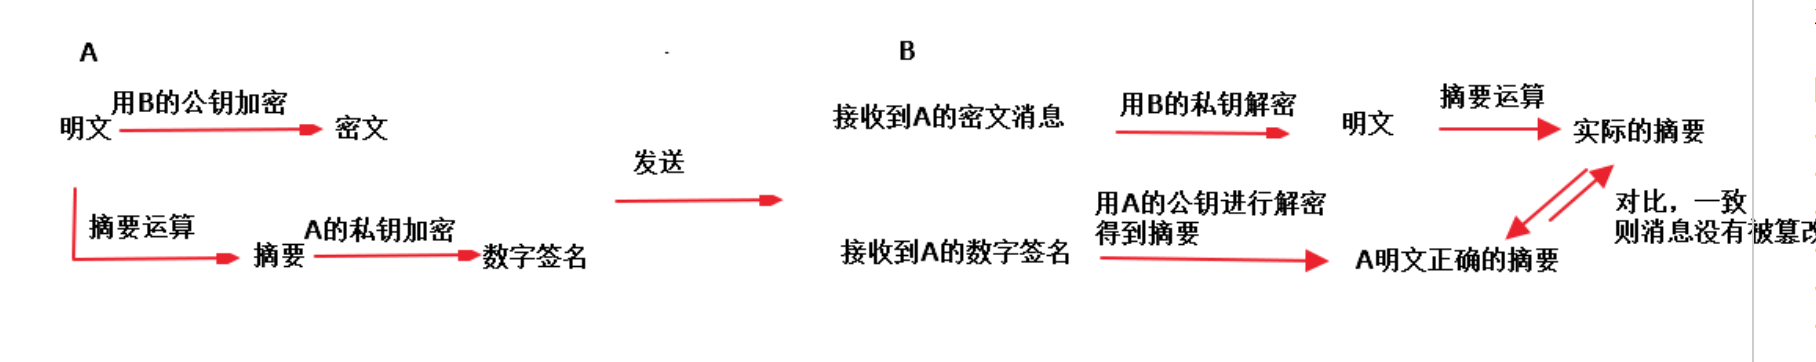 A
B
用B的公钥加密
明文
密文
摘要运算
摘要
A的私钥加密
数字签名
发送
接收到A的密文消息
用B的私钥解密
明文
摘要运算
实际的摘要
接收到A的数字签名
用A的公钥进行解密
得到摘要
A明文正确的摘要
对比，一致
则消息没有被篡改